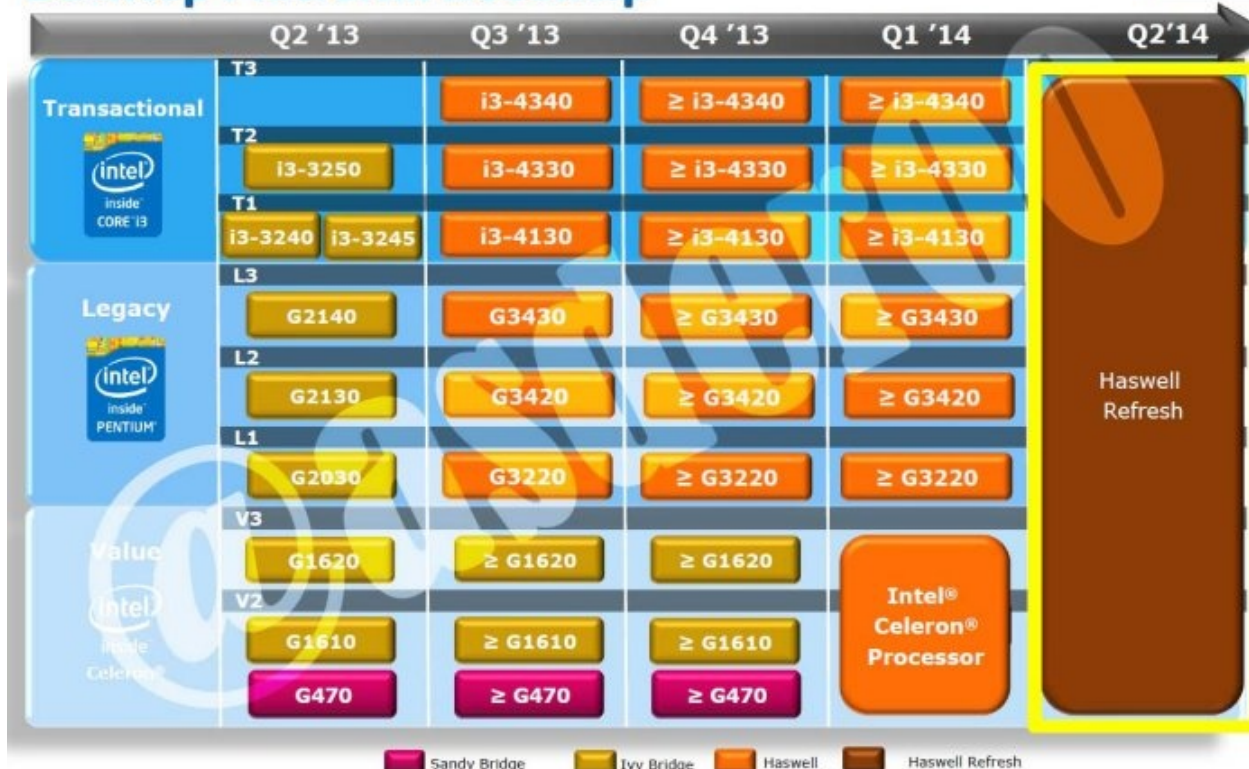 Q2 '13 Q3 '13 Q4 '13 Q1 '14 Q2'14
T3
Transactional
i3-4340 ≥ i3-4340 ≥ i3-4340
T2
intel inside™ CORE™i3
i3-3250 i3-4330 ≥ i3-4330 ≥ i3-4330
T1
i3-3240 i3-3245 i3-4130 ≥ i3-4130 ≥ i3-4130
L3
Legacy
G2140 G3430 ≥ G3430 ≥ G3430
L2
intel inside™ PENTIUM®
G2130 G3420 ≥ G3420 ≥ G3420
Haswell
Refresh
L1
G2030 G3220 ≥ G3220 ≥ G3220
V3
Value
G1620 ≥ G1620 ≥ G1620
V2
intel inside Celeron®
G1610 ≥ G1610 ≥ G1610
Intel®
Celeron®
Processor
G470 ≥ G470 ≥ G470
Sandy Bridge Ivy Bridge Haswell Haswell Refresh